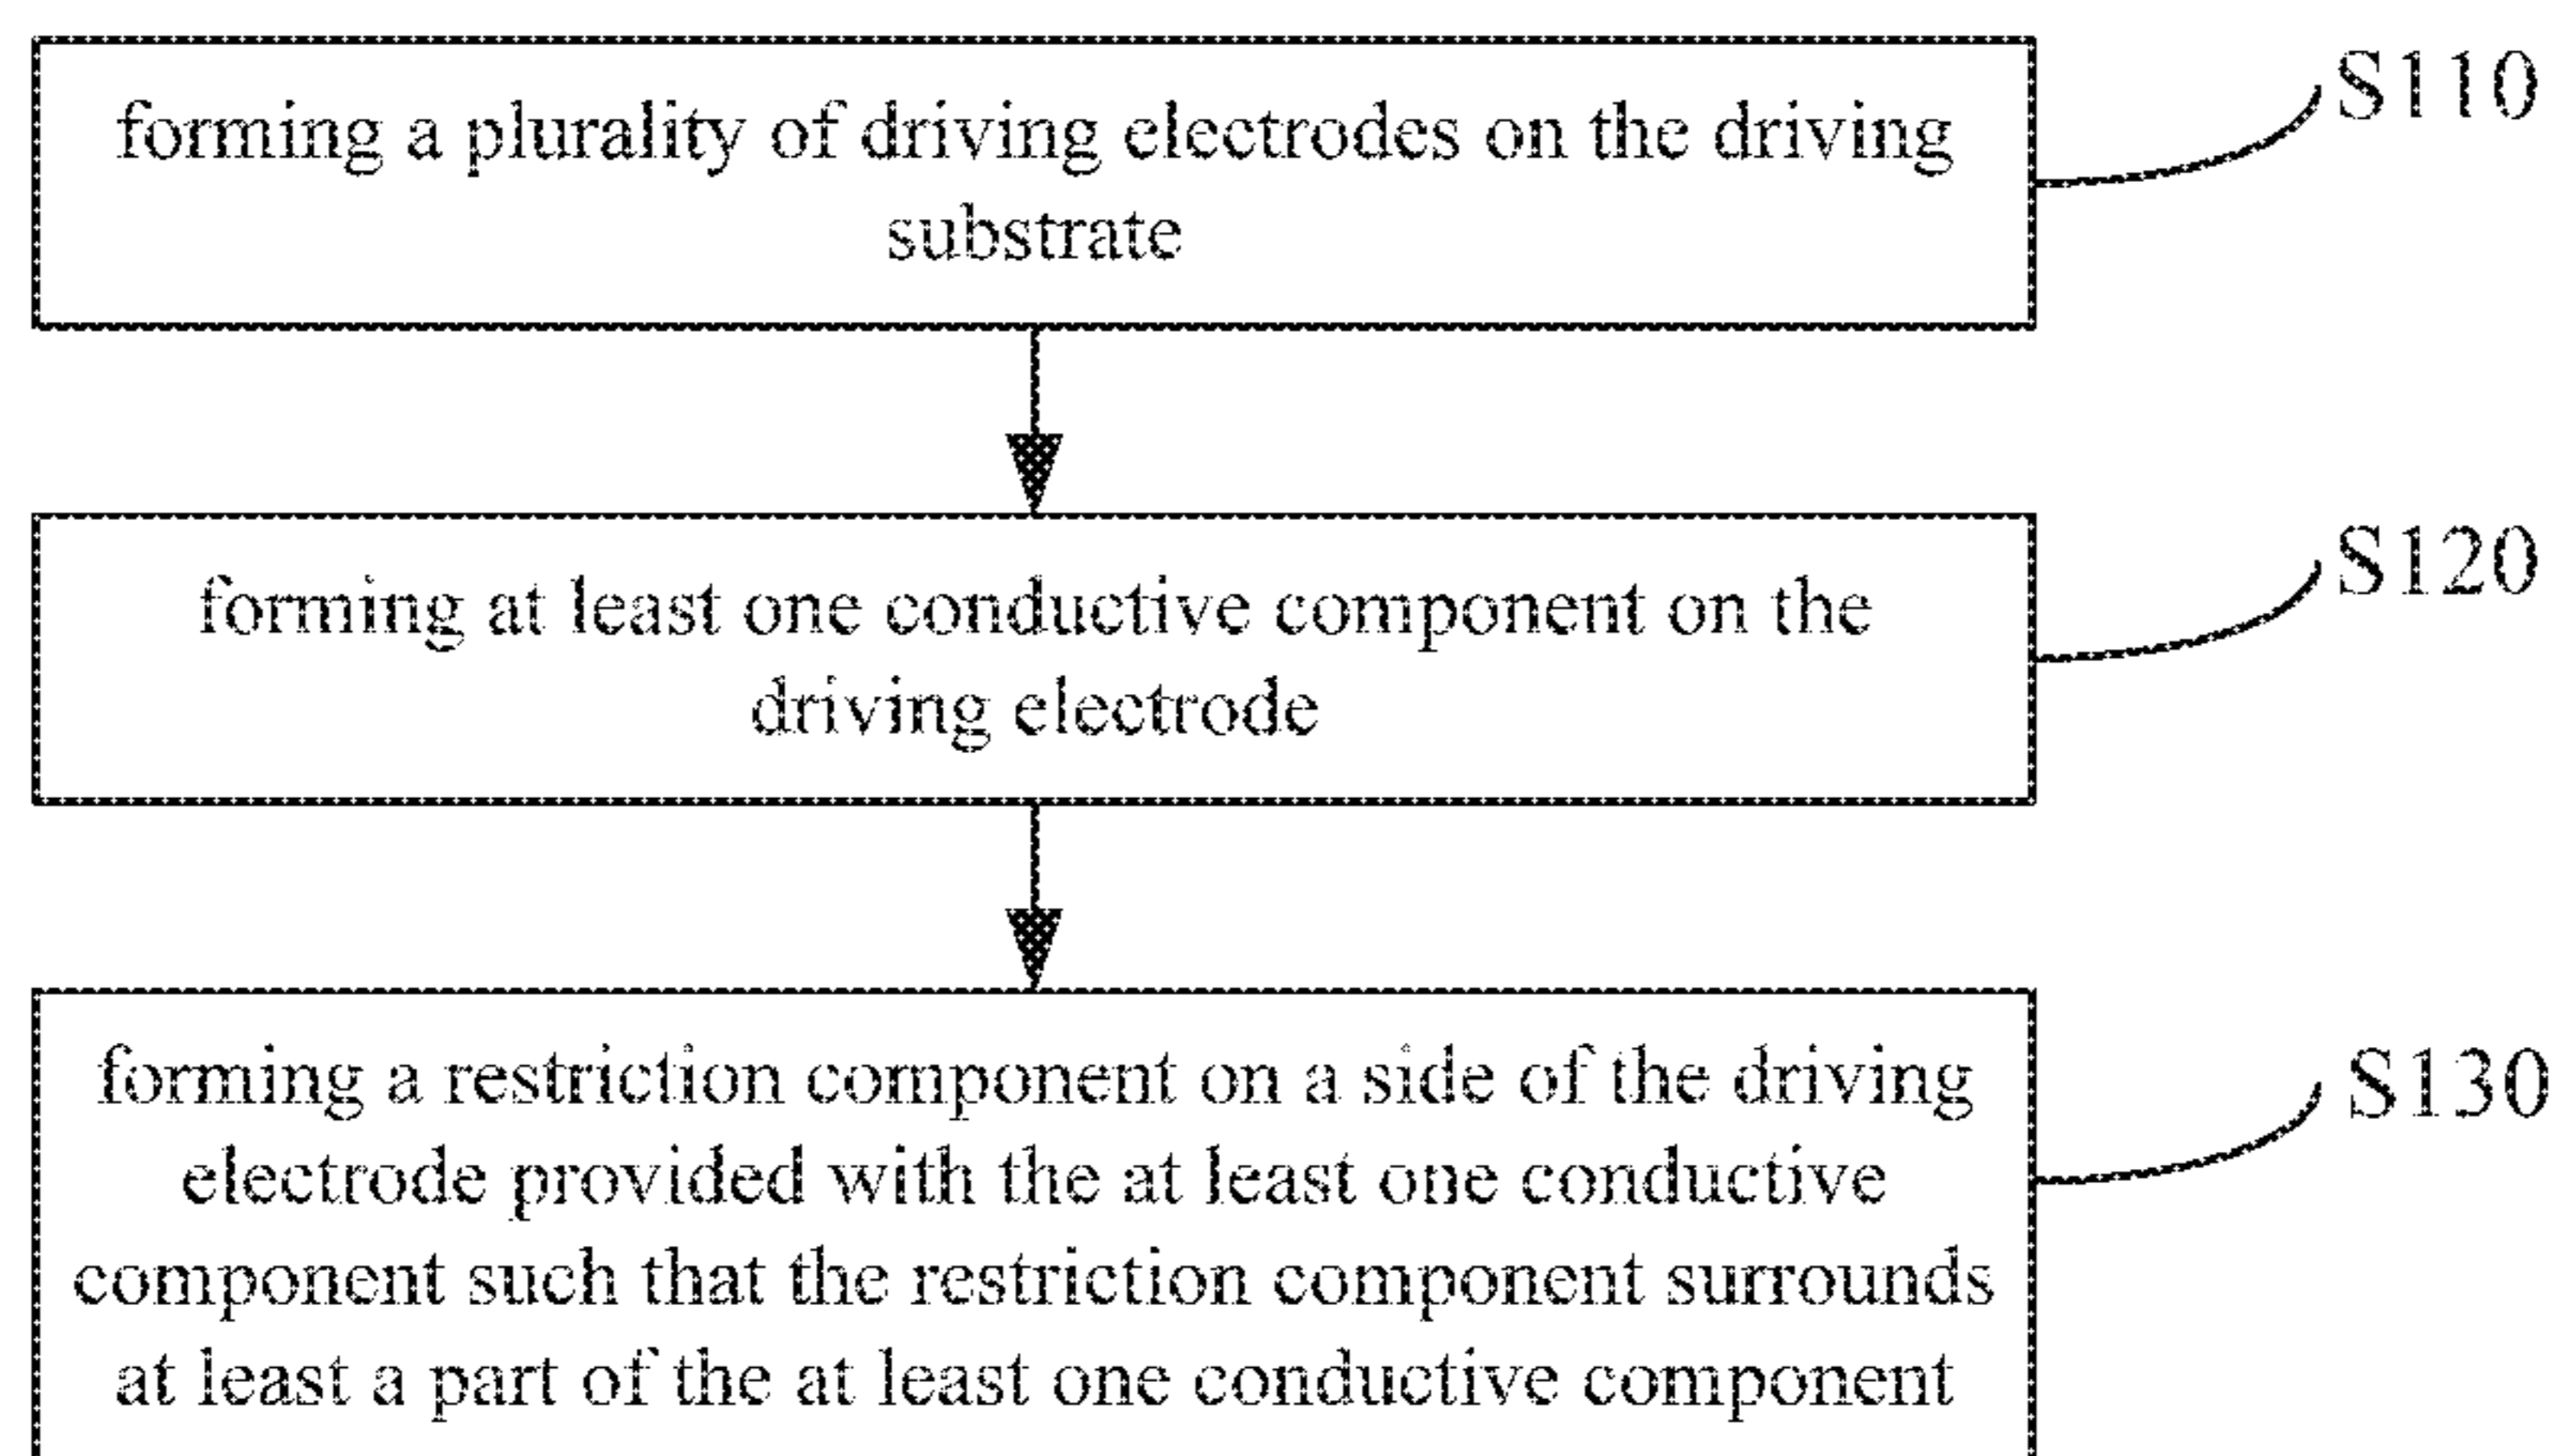 forming a plurality of driving electrodes on the driving
substrate
S110
forming at least one conductive component on the
driving electrode
S120
forming a restriction component on a side of the driving
electrode provided with the at least one conductive
component such that the restriction component surrounds
at least a part of the at least one conductive component
S130